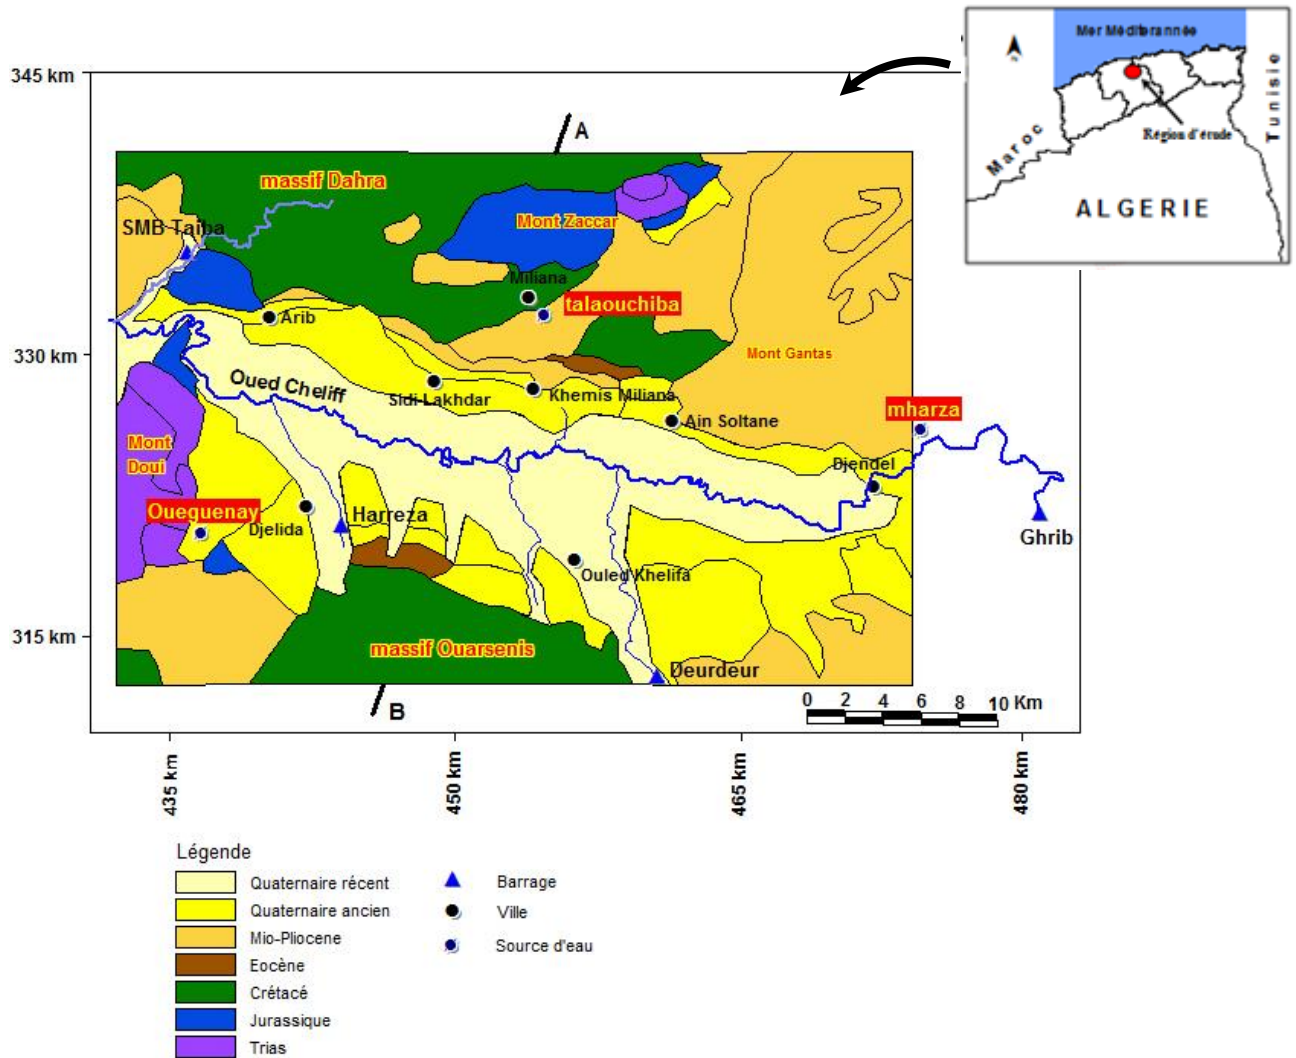 Mer Méditerannée
Tunisie
Maroc
Région d'érude
ALGERIE
345 km
330 km
315 km
A
massif Dahra
SMB Taiba
Mont Zaccar
Miliana
talaouchiba
Arib
Mont Gantas
Oued Cheliff
Sidi-Lakhdar
Khemis Miliana
mharza
Ain Soltane
Mont
Doui
Djendel
Oueguenay
Djelida
Harreza
Ghrib
Ouled Khelifa
massif Ouarsenis
Deurdeur
B
0 2 4 6 8 10 Km
435 km
450 km
465 km
480 km
Légende
Quaternaire récent
Quaternaire ancien
Mio-Pliocene
Eocène
Crétacé
Jurassique
Trias
Barrage
Ville
Source d'eau